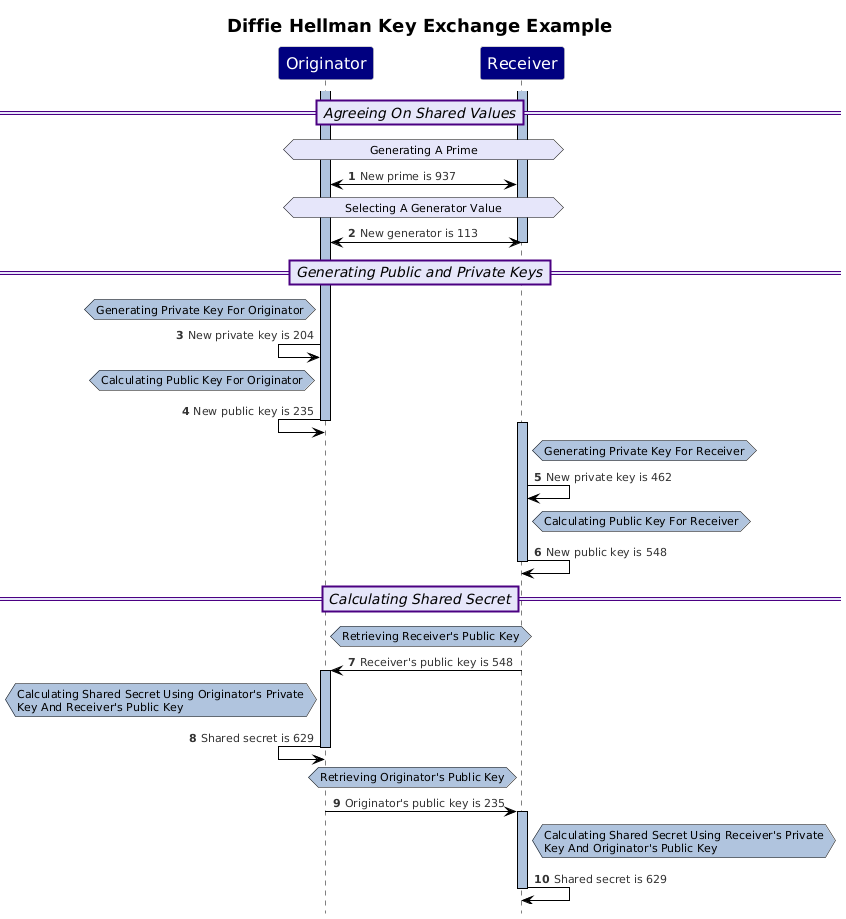 Diffie Hellman Key Exchange Example
Originator
Receiver
Agreeing On Shared Values
Generating A Prime
1 New prime is 937
Selecting A Generator Value
2 New generator is 113
Generating Public and Private Keys
Generating Private Key For Originator
3 New private key is 204
Calculating Public Key For Originator
4 New public key is 235
Generating Private Key For Receiver
5 New private key is 462
Calculating Public Key For Receiver
6 New public key is 548
Calculating Shared Secret
Retrieving Receiver's Public Key
7 Receiver's public key is 548
Calculating Shared Secret Using Originator's Private
Key And Receiver's Public Key
8 Shared secret is 629
Retrieving Originator's Public Key
9 Originator's public key is 235
Calculating Shared Secret Using Receiver's Private
Key And Originator's Public Key
10 Shared secret is 629